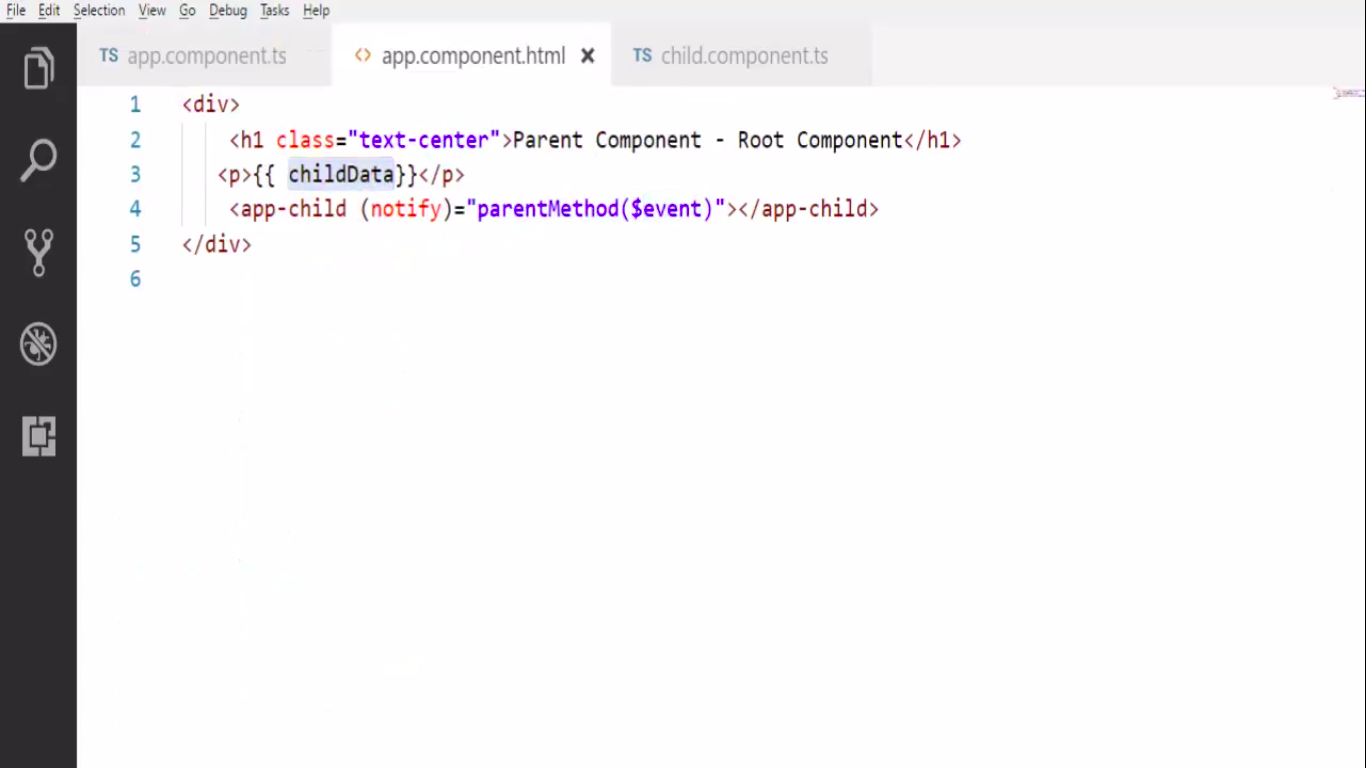 File Edit Selection View Go Debug Tasks Help
TS app.component.ts <> app.component.html × TS child.component.ts
1 <div>
2 <h1 class="text-center">Parent Component - Root Component</h1>
3 <p>{{ childData}}</p>
4 <app-child (notify)="parentMethod($event)"></app-child>
5 </div>
6